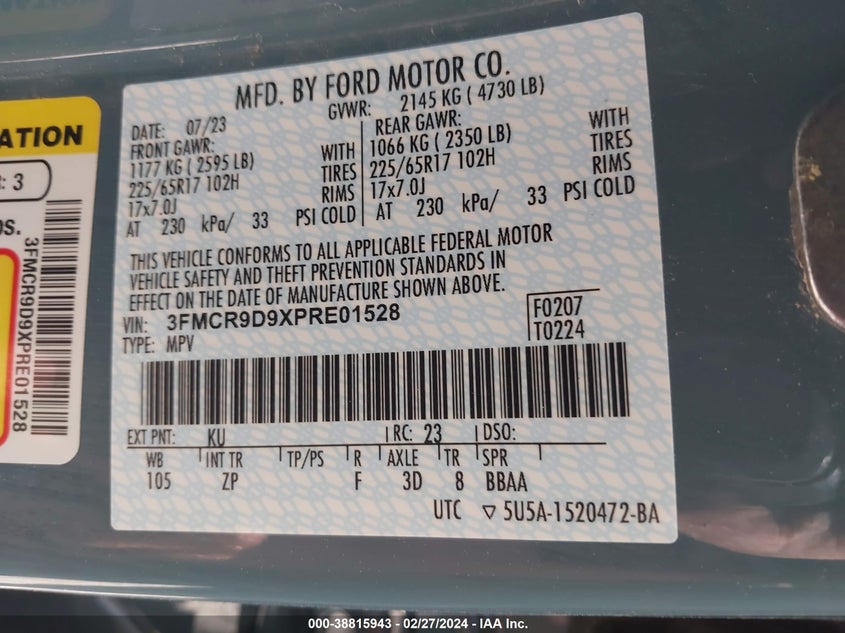 MFD. BY FORD MOTOR CO.
DATE: 07/23
GVWR: 2145 KG ( 4730 LB)
FRONT GAWR:
1177 KG ( 2595 LB) WITH
225/65R17 102H TIRES
17x7.0J RIMS
AT 230 kPa/ 33 PSI COLD
REAR GAWR:
1066 KG ( 2350 LB) WITH
225/65R17 102H TIRES
17x7.0J RIMS
AT 230 kPa/ 33 PSI COLD
THIS VEHICLE CONFORMS TO ALL APPLICABLE FEDERAL MOTOR
VEHICLE SAFETY AND THEFT PREVENTION STANDARDS IN
EFFECT ON THE DATE OF MANUFACTURE SHOWN ABOVE.
VIN: 3FMCR9D9XPRE01528
TYPE: MPV
F0207
T0224
EXT PNT: KU RC: 23 DSO:
WB INT TR TP/PS R AXLE TR SPR
105 ZP F 3D 8 BBAA
UTC ▽ 5U5A-1520472-BA
ATION
: 3
3FMCR9D9XPRE01528
000-38815943 - 02/27/2024 - IAA Inc.